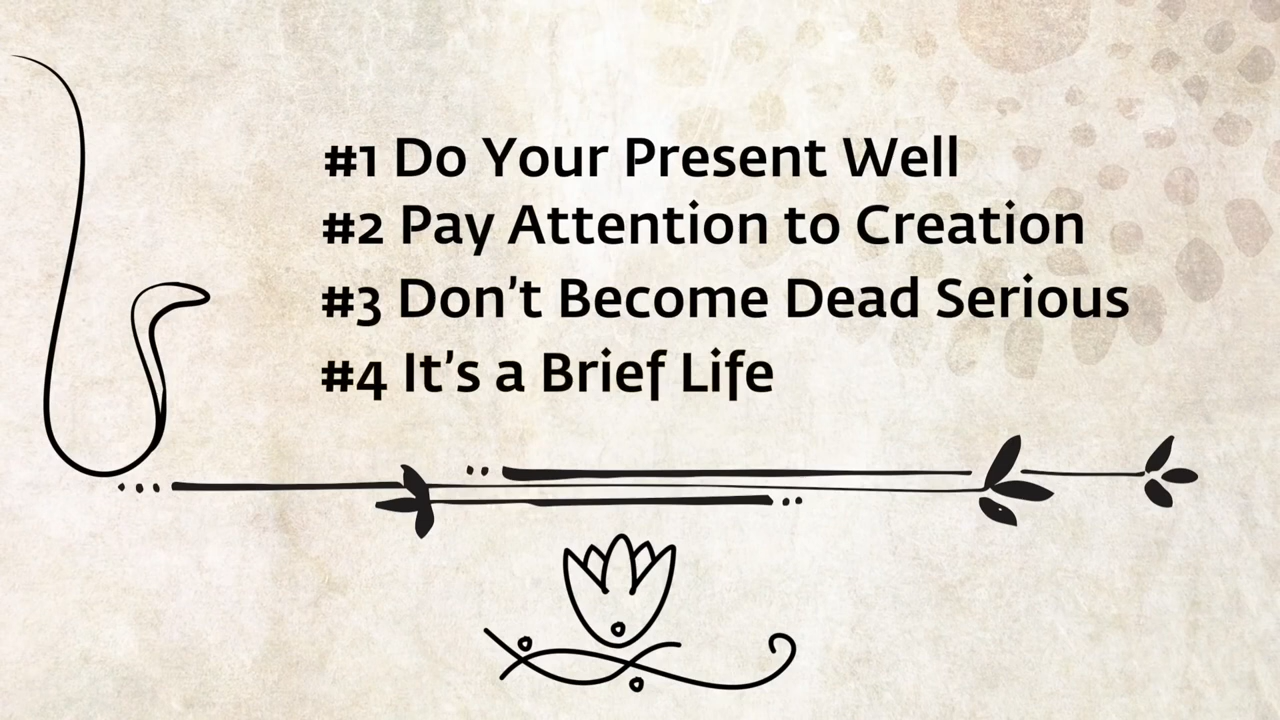 #1 Do Your Present Well
#2 Pay Attention to Creation
#3 Don’t Become Dead Serious
#4 It’s a Brief Life